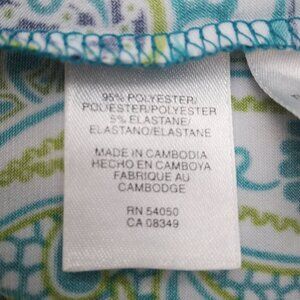 95% POLYESTER/
POLYESTER/POLYESTER
5% ELASTANE/
ELASTANO/ELASTANE
MADE IN CAMBODIA
HECHO EN CAMBOYA
FABRIQUE AU
CAMBODGE
RN 54050
CA 08349